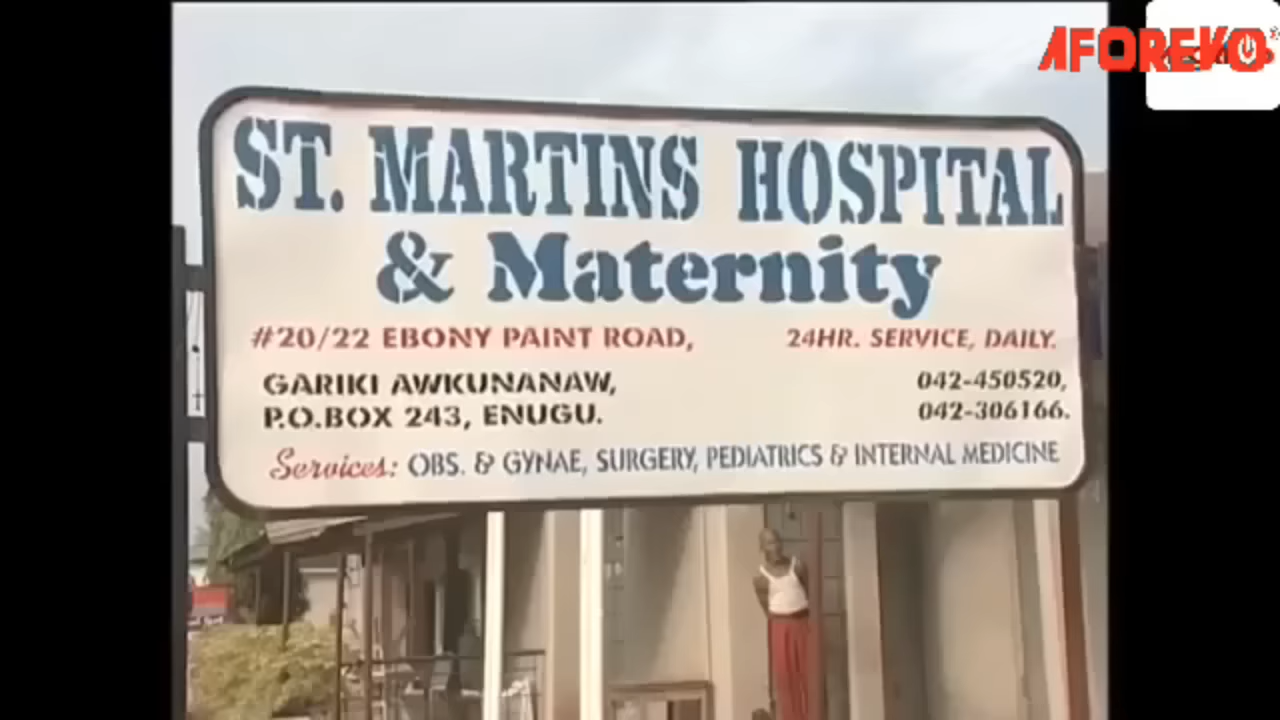 AFOREVO
ST. MARTINS HOSPITAL
& Maternity
#20/22 EBONY PAINT ROAD,
24HR. SERVICE, DAILY.
GARIKI AWKUNANAW,
042-450520,
P.O.BOX 243, ENUGU.
042-306166.
Services: OBS. & GYNAE, SURGERY, PEDIATRICS & INTERNAL MEDICINE